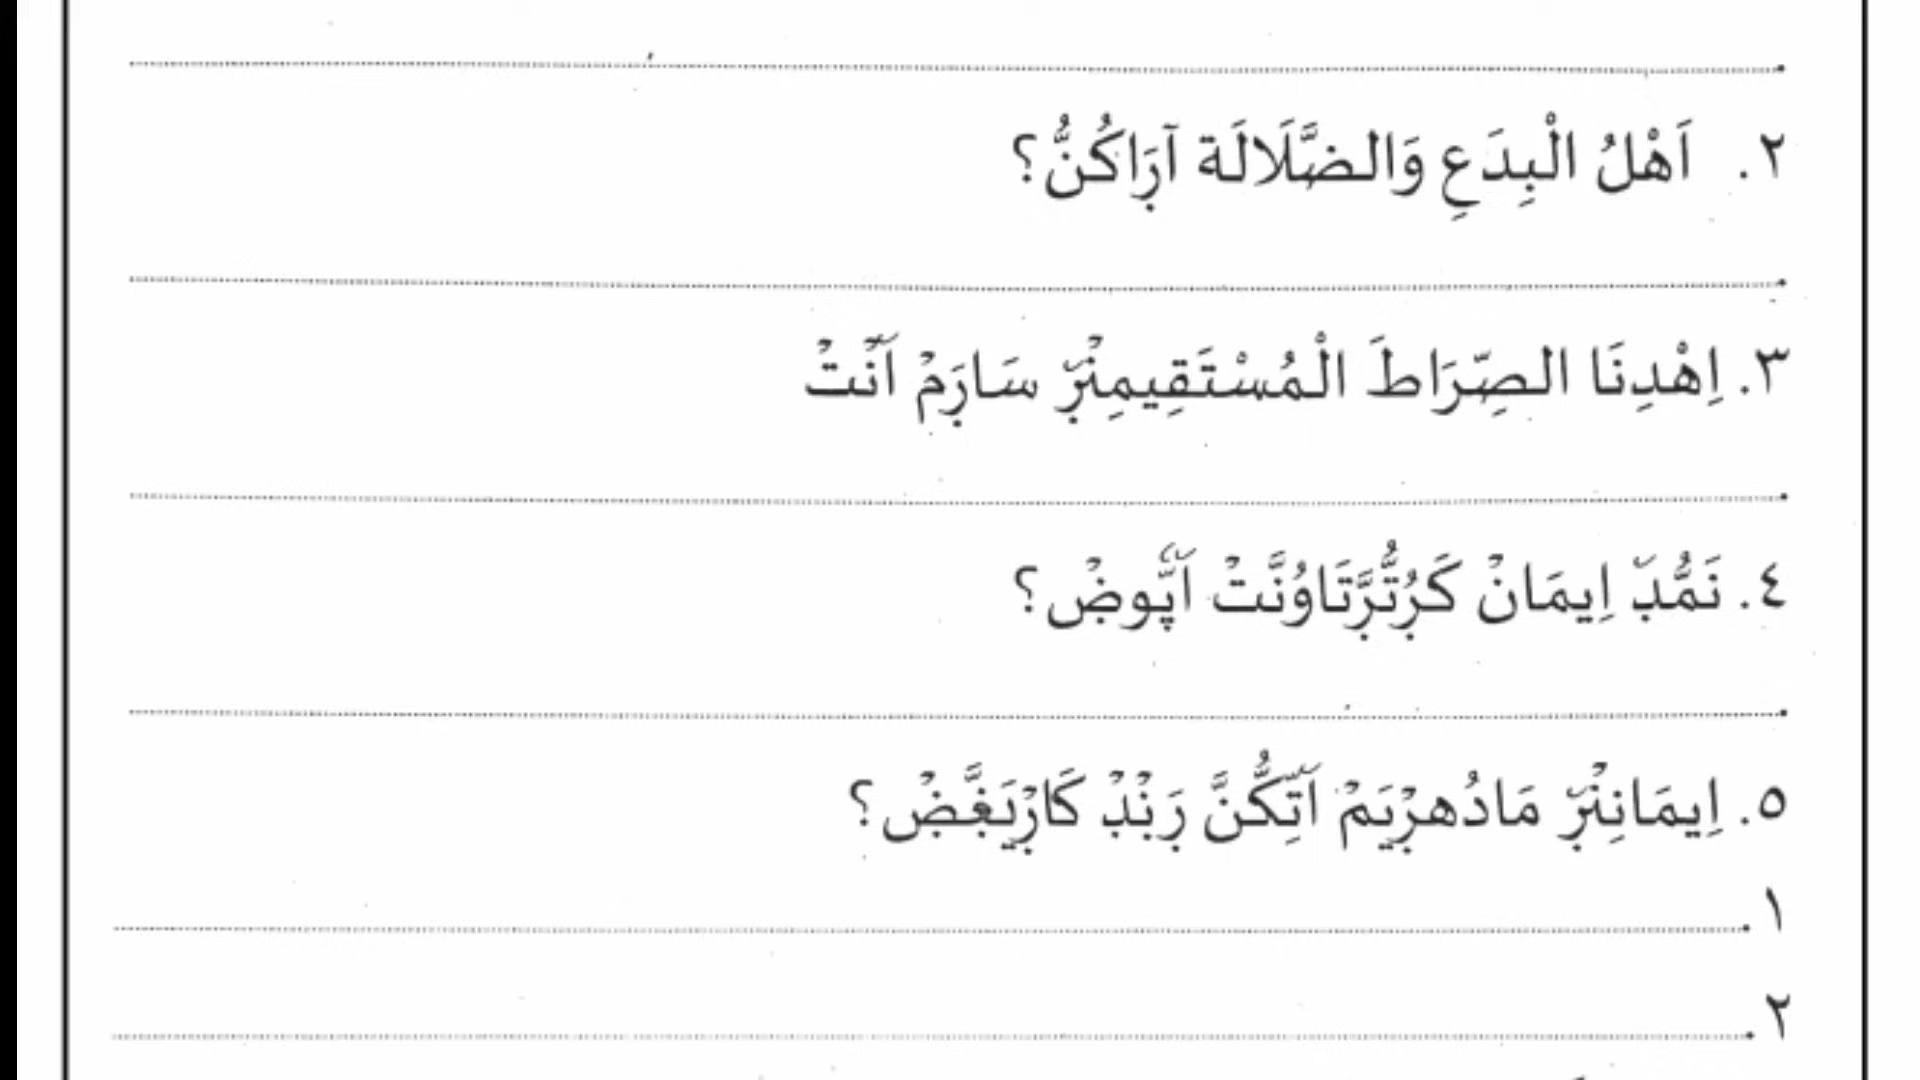 ٢. اَهْلُ الْبِدَعِ وَالضَّلَالَة آرَاكُنُّ؟
٣. اِهْدِنَا الصِّرَاطَ الْمُسْتَقِيمِنْڔ سَارَمْ اَنْتْ
٤. نَمُّڊ اِيمَانْ كَڔُتُّڔَّتَاوُنَّتْ اَپّٗوضْ؟
٥. اِيمَانِنْڔ مَادُهرْيَمْ آتِكُّنَّ رَنْڊْ كَارْيَغَّضْ؟
١.
٢.